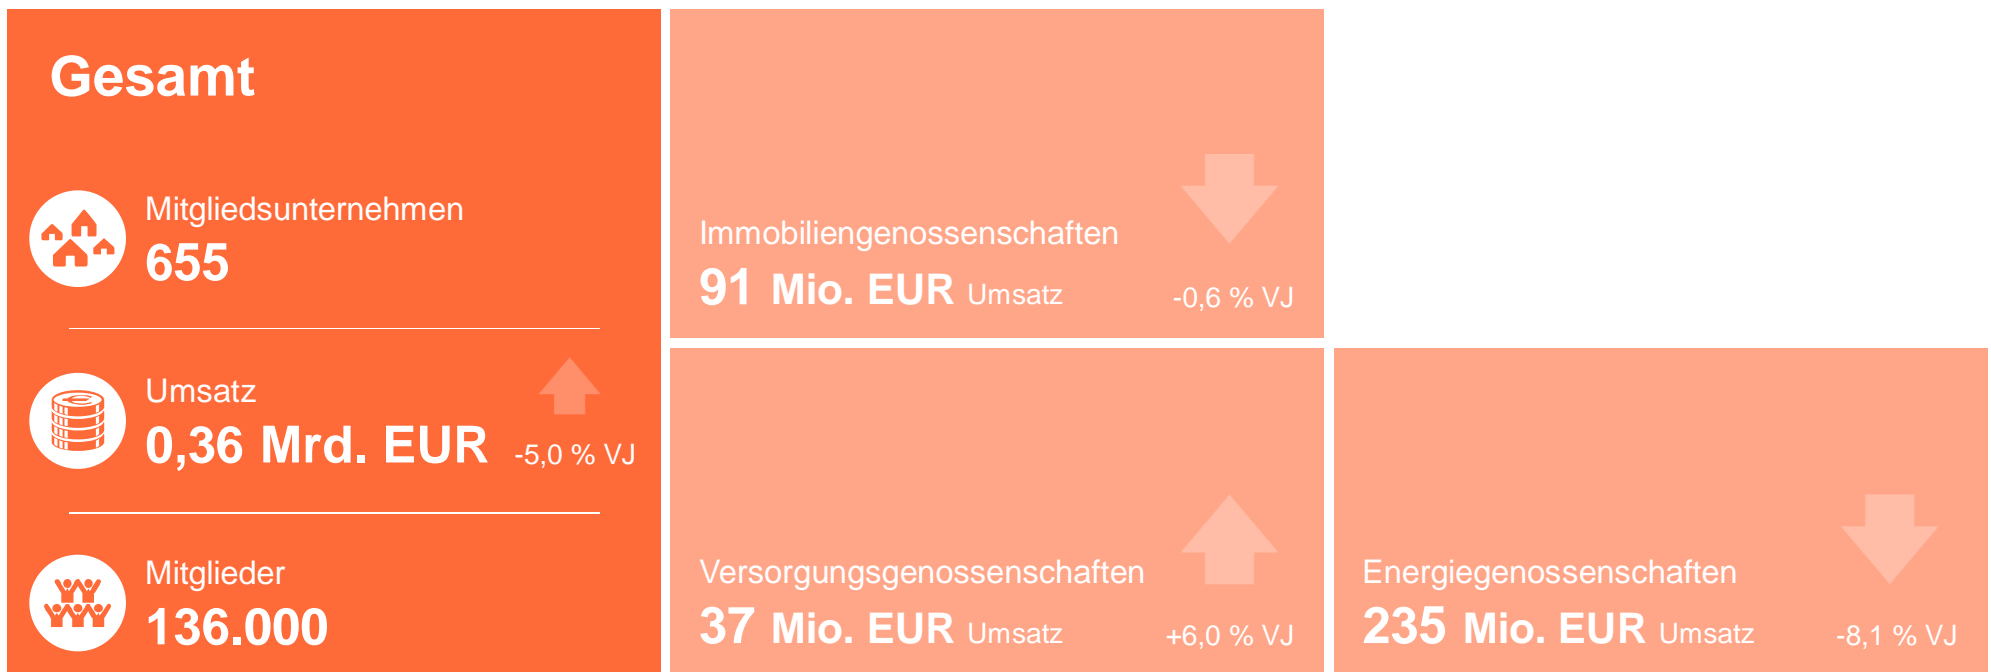 Gesamt
Mitgliedsunternehmen
655
Umsatz
0,36 Mrd. EUR -5,0 % VJ
Mitglieder
136.000
Immobiliengenossenschaften
91 Mio. EUR Umsatz -0,6 % VJ
Versorgungsgenossenschaften
37 Mio. EUR Umsatz +6,0 % VJ
Energiegenossenschaften
235 Mio. EUR Umsatz -8,1 % VJ